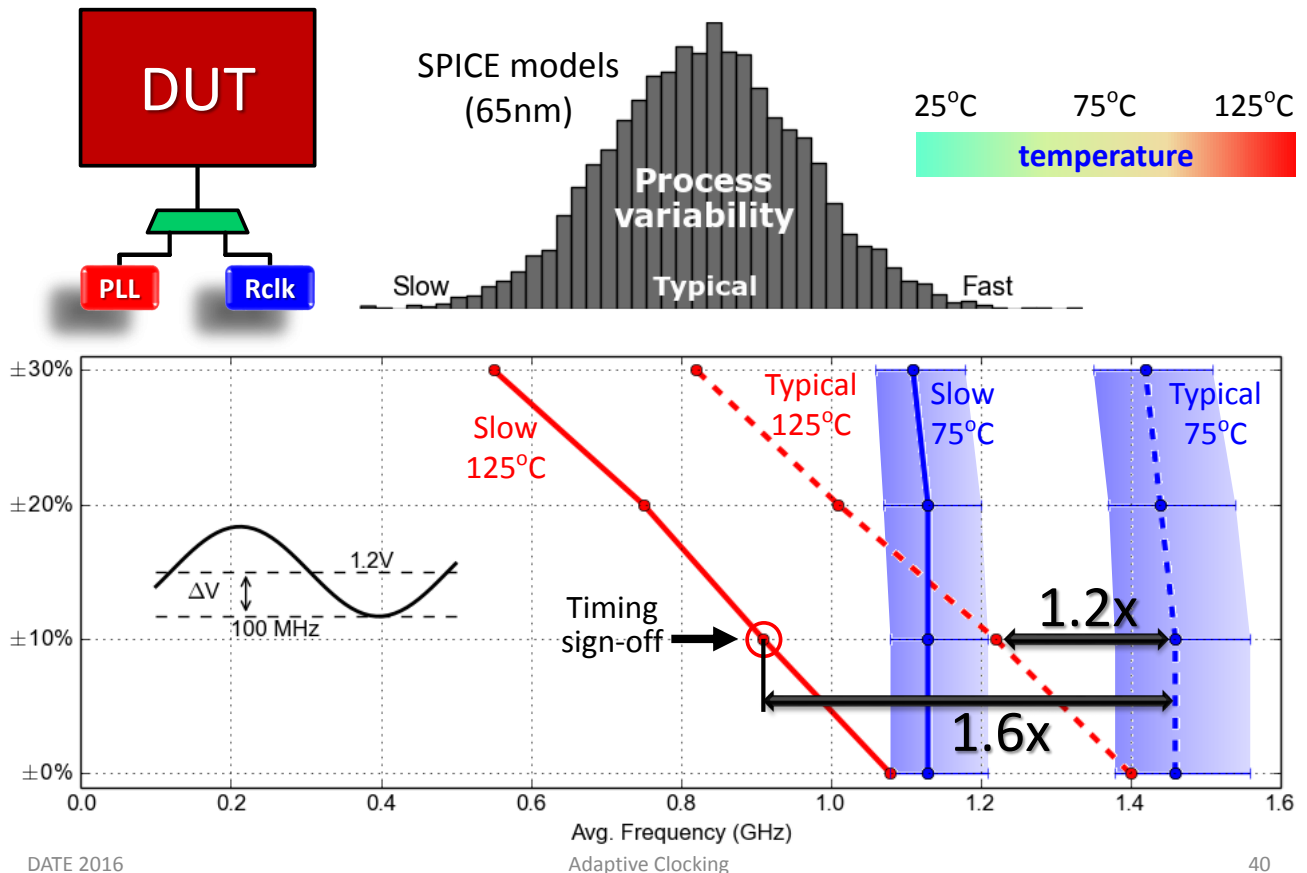 DUT
PLL
Rclk
SPICE models
(65nm)
Process
variability
Slow
Typical
Fast
25°C
75°C
125°C
temperature
±30%
±20%
±10%
±0%
Slow
125°C
Typical
125°C
Slow
75°C
Typical
75°C
1.2V
ΔV
100 MHz
Timing
sign-off
1.2x
1.6x
0.0
0.2
0.4
0.6
0.8
1.0
1.2
1.4
1.6
Avg. Frequency (GHz)
DATE 2016
Adaptive Clocking
40